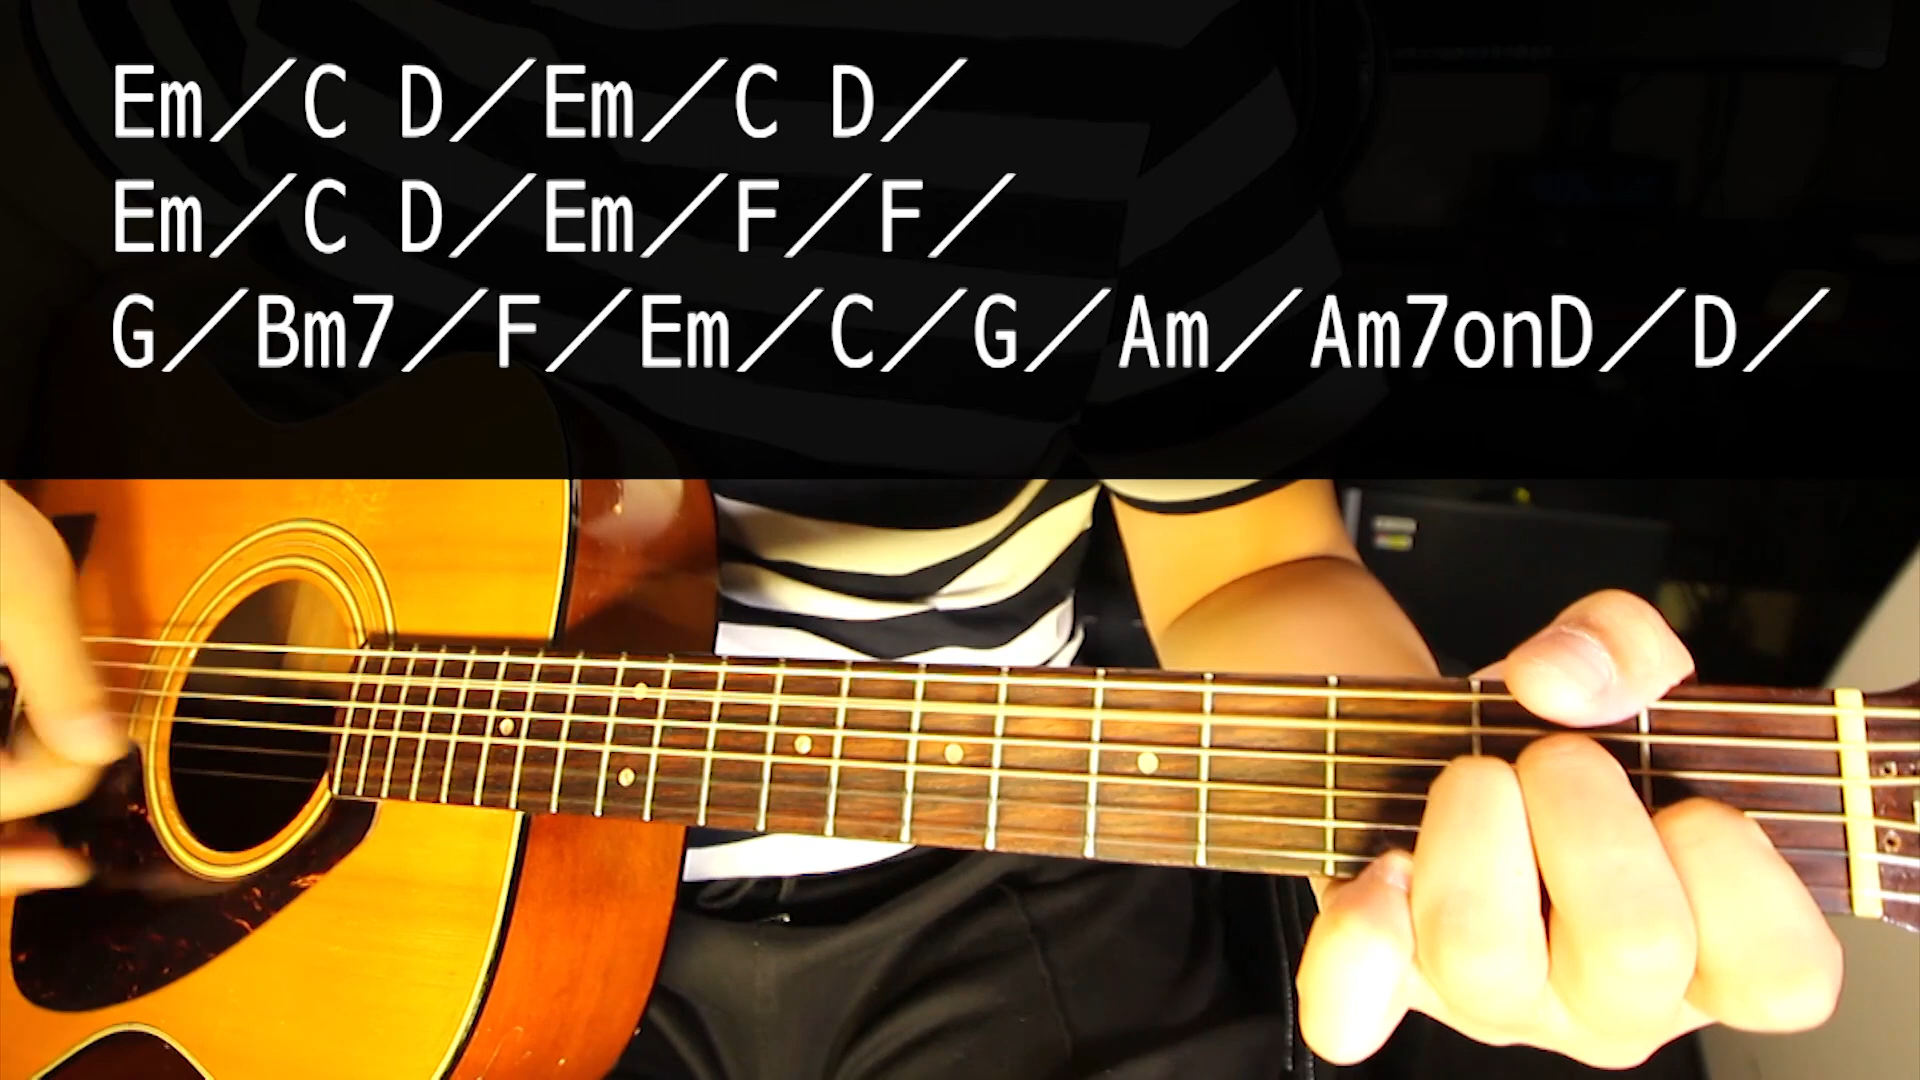 Em／C D／Em／C D／
Em／C D／Em／F／F／
G／Bm7／F／Em／C／G／Am／Am7onD／D／